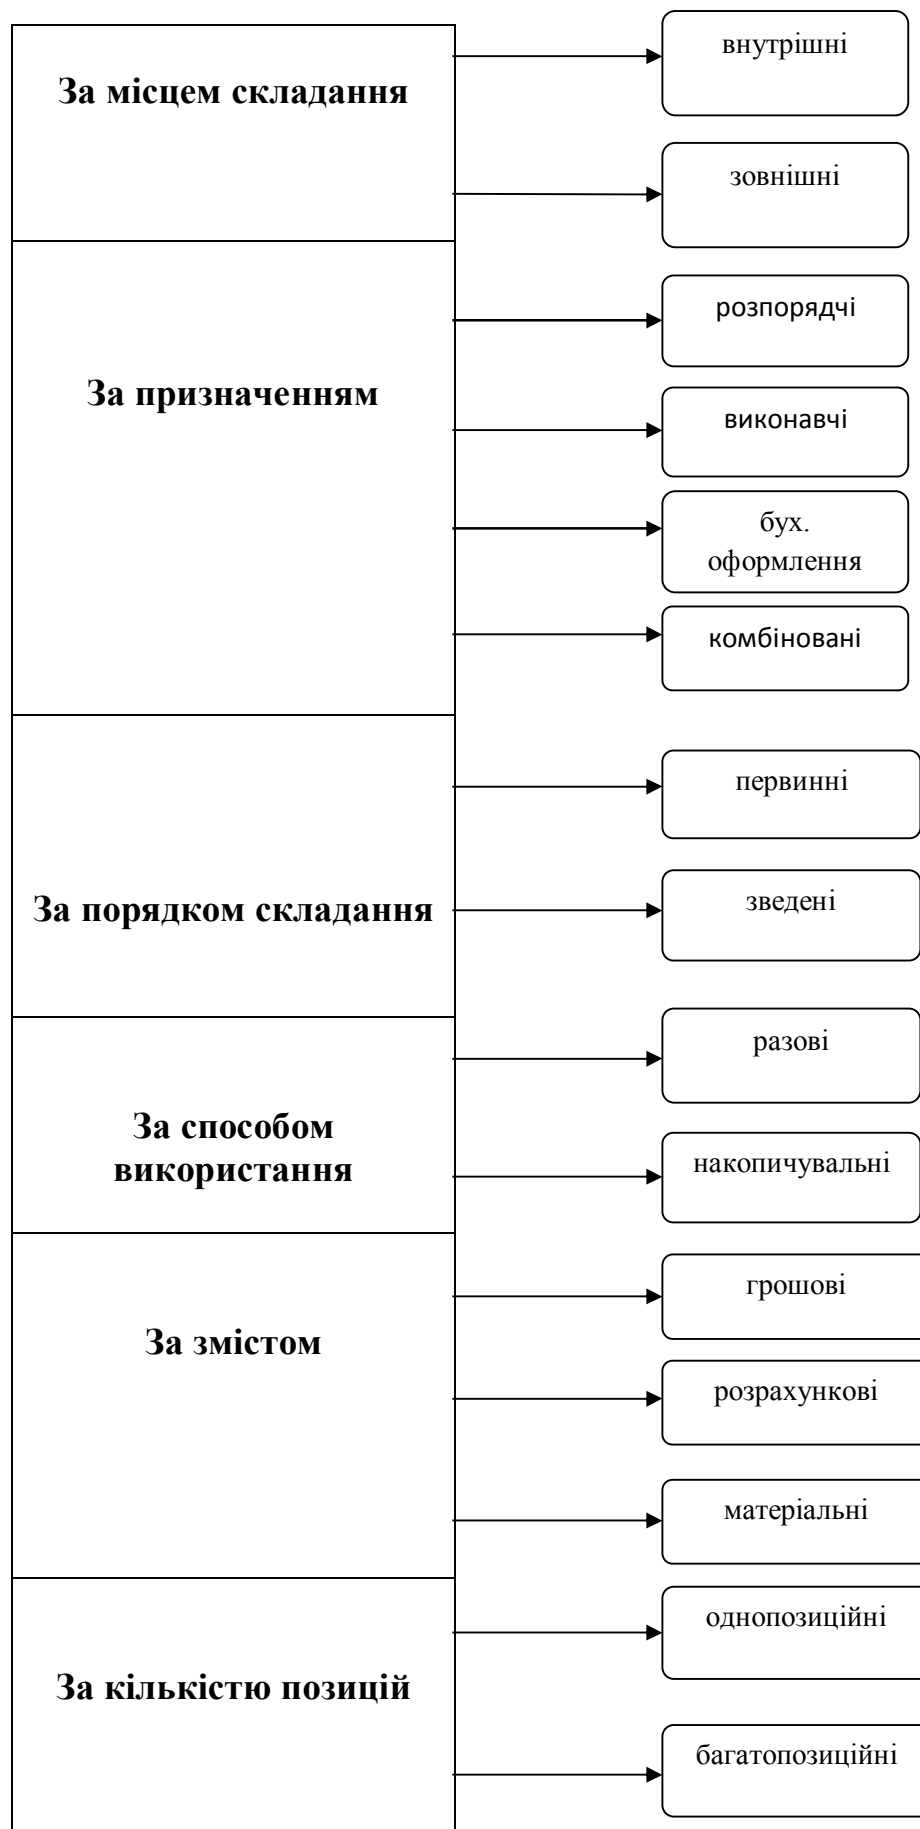 За місцем складання
внутрішні
зовнішні
За призначенням
розпорядчі
виконавчі
бух.
оформлення
комбіновані
За порядком складання
первинні
зведені
За способом
використання
разові
накопичувальні
За змістом
грошові
розрахункові
матеріальні
За кількістю позицій
однопозиційні
багатопозиційні